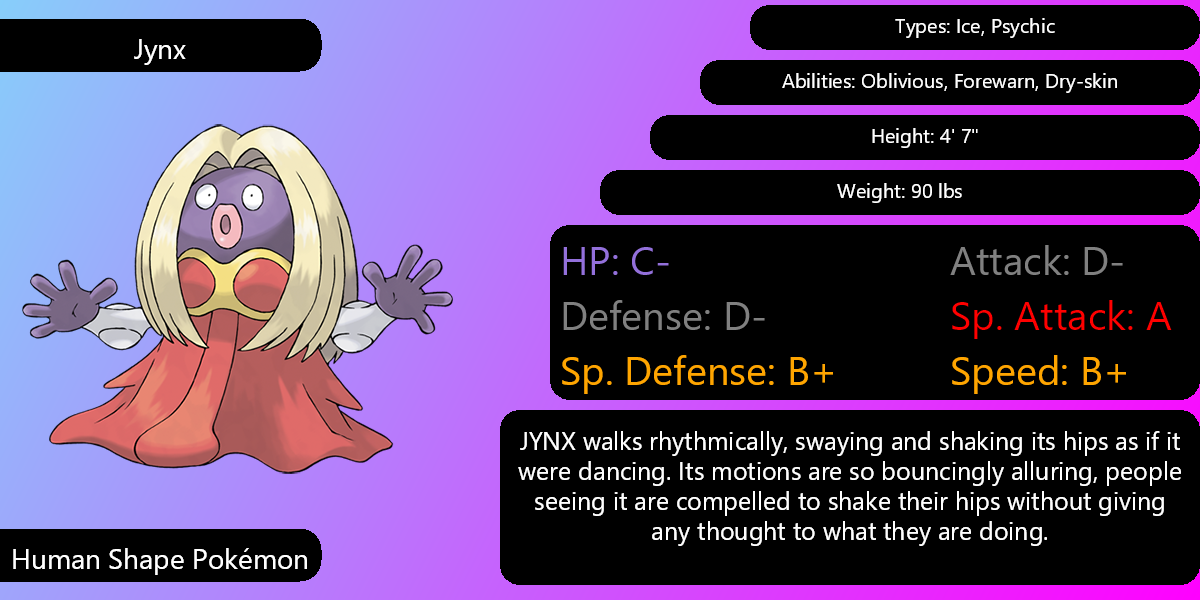 Jynx
Human Shape Pokémon
Types: Ice, Psychic
Abilities: Oblivious, Forewarn, Dry-skin
Height: 4' 7"
Weight: 90 lbs
HP: C-
Attack: D-
Defense: D-
Sp. Attack: A
Sp. Defense: B+
Speed: B+
JYNX walks rhythmically, swaying and shaking its hips as if it
were dancing. Its motions are so bouncingly alluring, people
seeing it are compelled to shake their hips without giving
any thought to what they are doing.